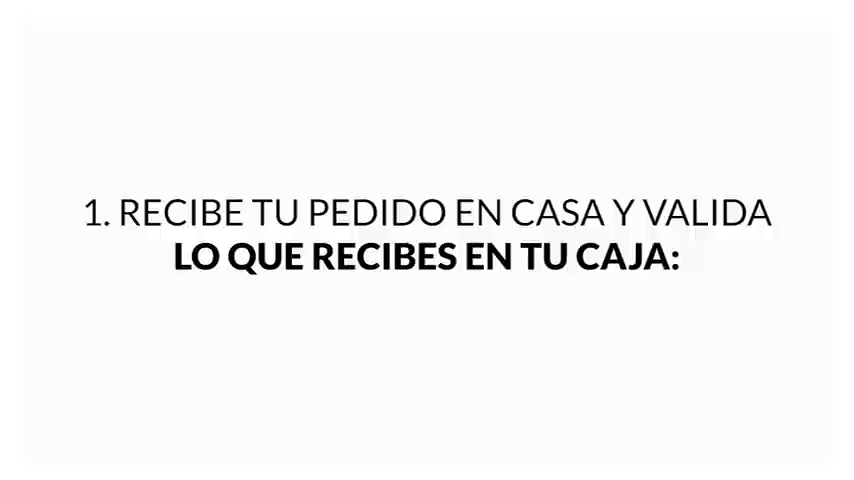 1. RECIBE TU PEDIDO EN CASA Y VALIDA
LO QUE RECIBES EN TU CAJA: